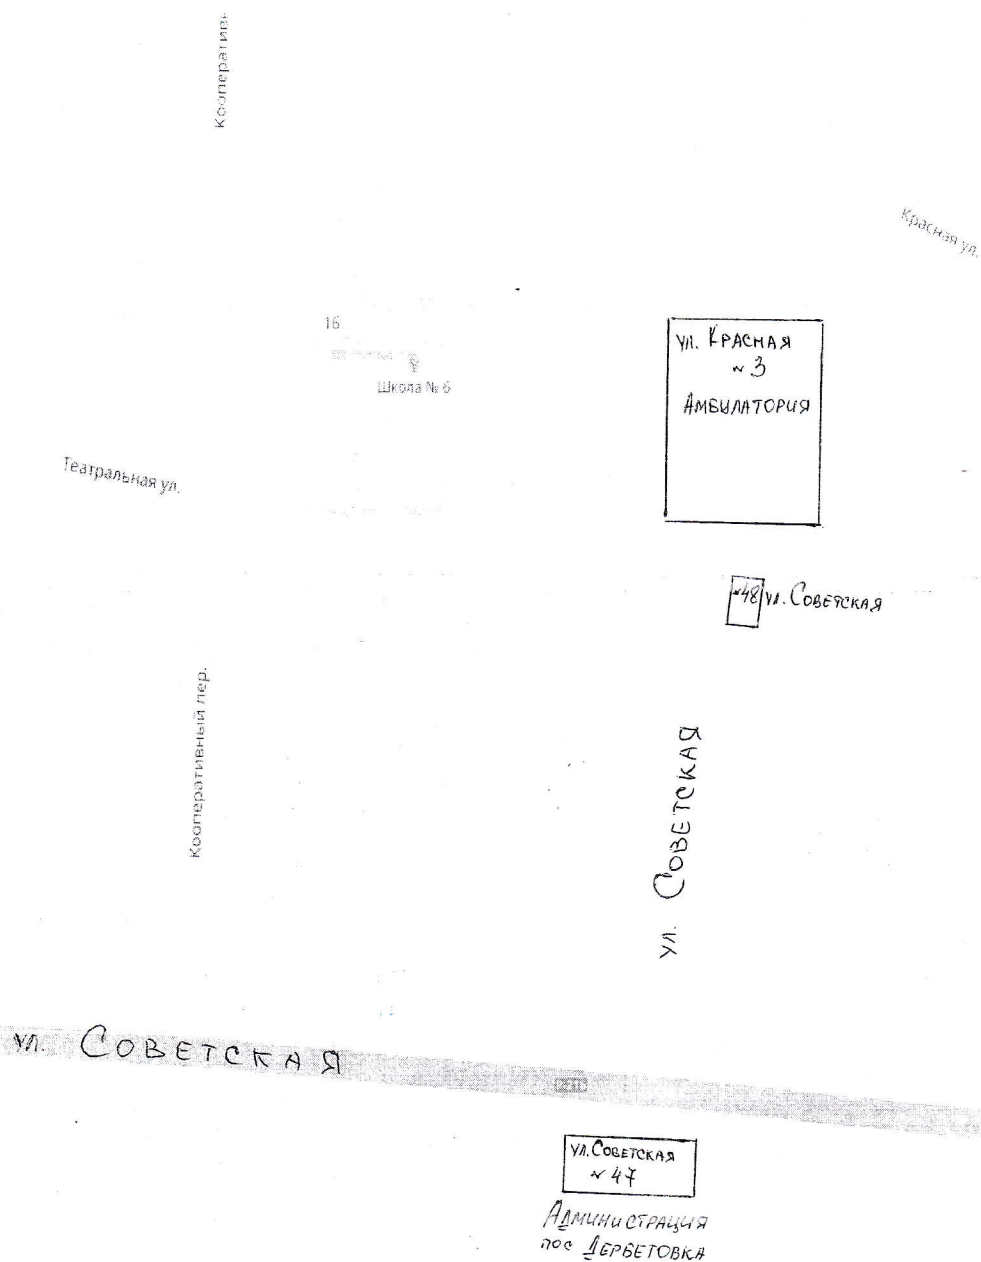 Кооператив
Красная ул.
16
Школа № 6
ул. КРАСНАЯ
№ 3
АМБУЛАТОРИЯ
Театральная ул.
№48 ул. СОВЕТСКАЯ
Кооперативный пер.
ул. СОВЕТСКАЯ
ул. СОВЕТСКАЯ
ул. СОВЕТСКАЯ
№ 47
АДМИНИСТРАЦИЯ
пос ДЕРБЕТОВКА